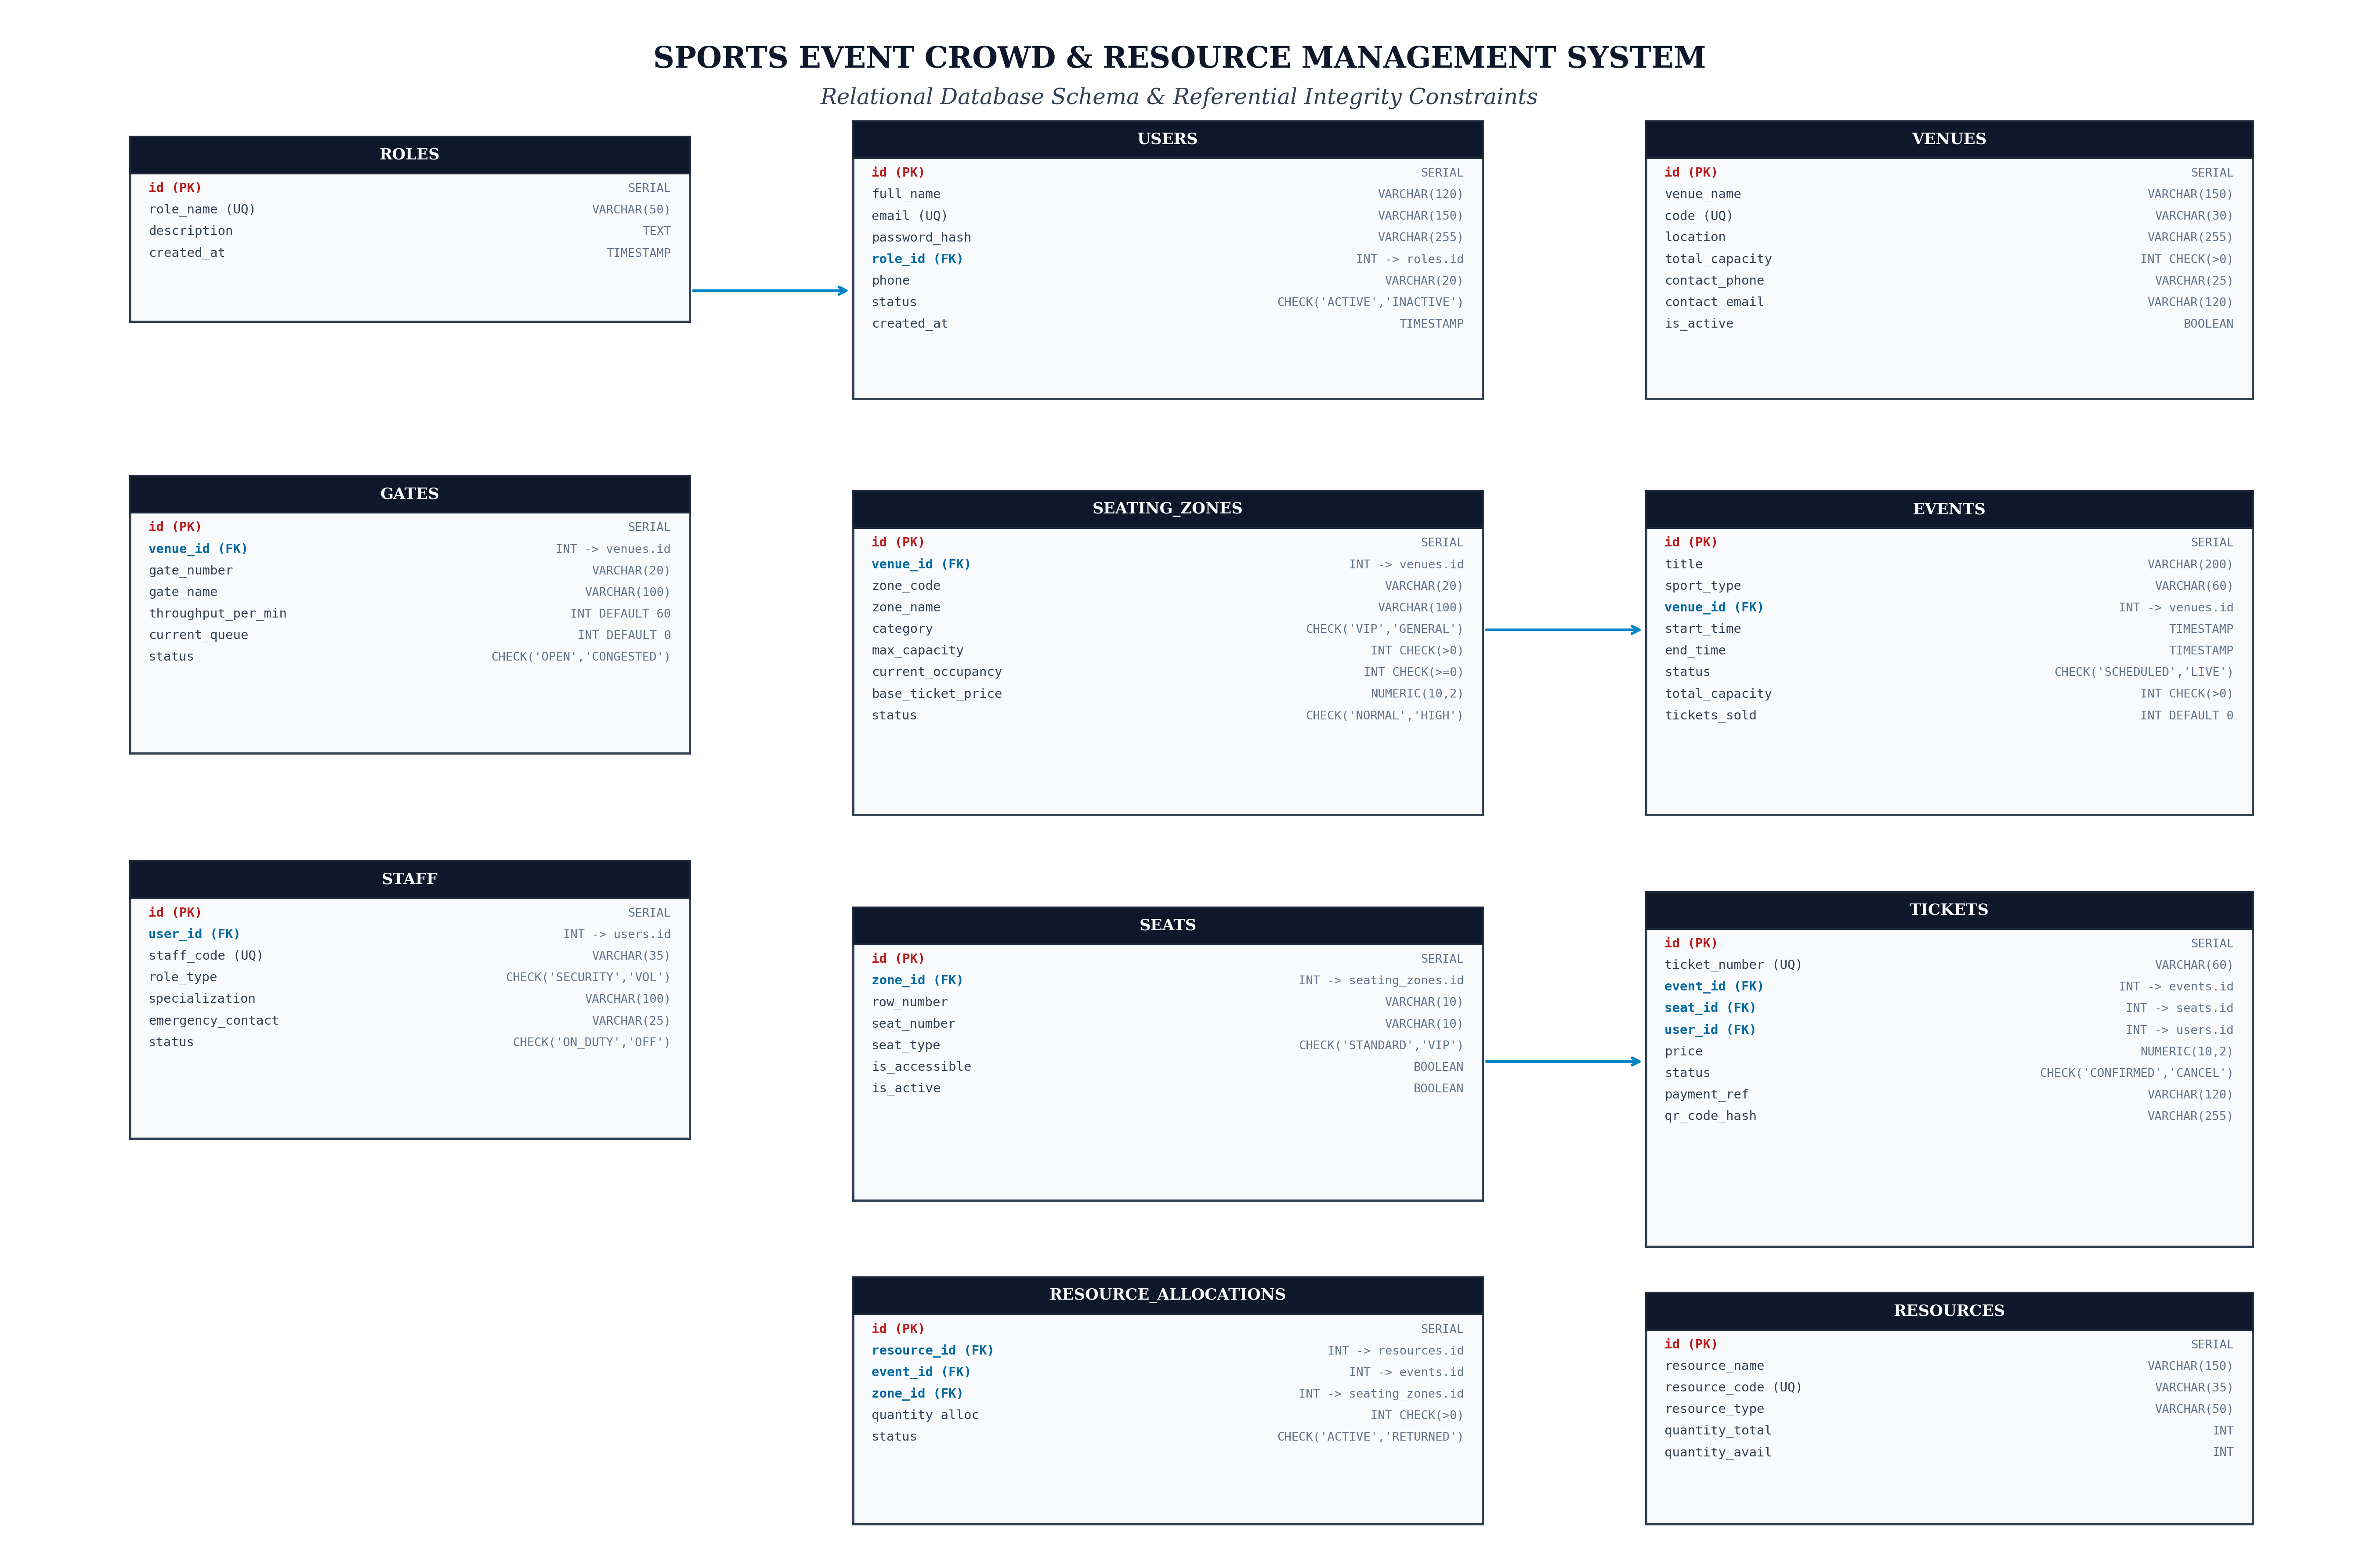 SPORTS EVENT CROWD & RESOURCE MANAGEMENT SYSTEM
Relational Database Schema & Referential Integrity Constraints
ROLES
id (PK) SERIAL
role_name (UQ) VARCHAR(50)
description TEXT
created_at TIMESTAMP
USERS
id (PK) SERIAL
full_name VARCHAR(120)
email (UQ) VARCHAR(150)
password_hash VARCHAR(255)
role_id (FK) INT -> roles.id
phone VARCHAR(20)
status CHECK('ACTIVE','INACTIVE')
created_at TIMESTAMP
VENUES
id (PK) SERIAL
venue_name VARCHAR(150)
code (UQ) VARCHAR(30)
location VARCHAR(255)
total_capacity INT CHECK(>0)
contact_phone VARCHAR(25)
contact_email VARCHAR(120)
is_active BOOLEAN
GATES
id (PK) SERIAL
venue_id (FK) INT -> venues.id
gate_number VARCHAR(20)
gate_name VARCHAR(100)
throughput_per_min INT DEFAULT 60
current_queue INT DEFAULT 0
status CHECK('OPEN','CONGESTED')
SEATING_ZONES
id (PK) SERIAL
venue_id (FK) INT -> venues.id
zone_code VARCHAR(20)
zone_name VARCHAR(100)
category CHECK('VIP','GENERAL')
max_capacity INT CHECK(>0)
current_occupancy INT CHECK(>=0)
base_ticket_price NUMERIC(10,2)
status CHECK('NORMAL','HIGH')
EVENTS
id (PK) SERIAL
title VARCHAR(200)
sport_type VARCHAR(60)
venue_id (FK) INT -> venues.id
start_time TIMESTAMP
end_time TIMESTAMP
status CHECK('SCHEDULED','LIVE')
total_capacity INT CHECK(>0)
tickets_sold INT DEFAULT 0
STAFF
id (PK) SERIAL
user_id (FK) INT -> users.id
staff_code (UQ) VARCHAR(35)
role_type CHECK('SECURITY','VOL')
specialization VARCHAR(100)
emergency_contact VARCHAR(25)
status CHECK('ON_DUTY','OFF')
SEATS
id (PK) SERIAL
zone_id (FK) INT -> seating_zones.id
row_number VARCHAR(10)
seat_number VARCHAR(10)
seat_type CHECK('STANDARD','VIP')
is_accessible BOOLEAN
is_active BOOLEAN
TICKETS
id (PK) SERIAL
ticket_number (UQ) VARCHAR(60)
event_id (FK) INT -> events.id
seat_id (FK) INT -> seats.id
user_id (FK) INT -> users.id
price NUMERIC(10,2)
status CHECK('CONFIRMED','CANCEL')
payment_ref VARCHAR(120)
qr_code_hash VARCHAR(255)
RESOURCE_ALLOCATIONS
id (PK) SERIAL
resource_id (FK) INT -> resources.id
event_id (FK) INT -> events.id
zone_id (FK) INT -> seating_zones.id
quantity_alloc INT CHECK(>0)
status CHECK('ACTIVE','RETURNED')
RESOURCES
id (PK) SERIAL
resource_name VARCHAR(150)
resource_code (UQ) VARCHAR(35)
resource_type VARCHAR(50)
quantity_total INT
quantity_avail INT